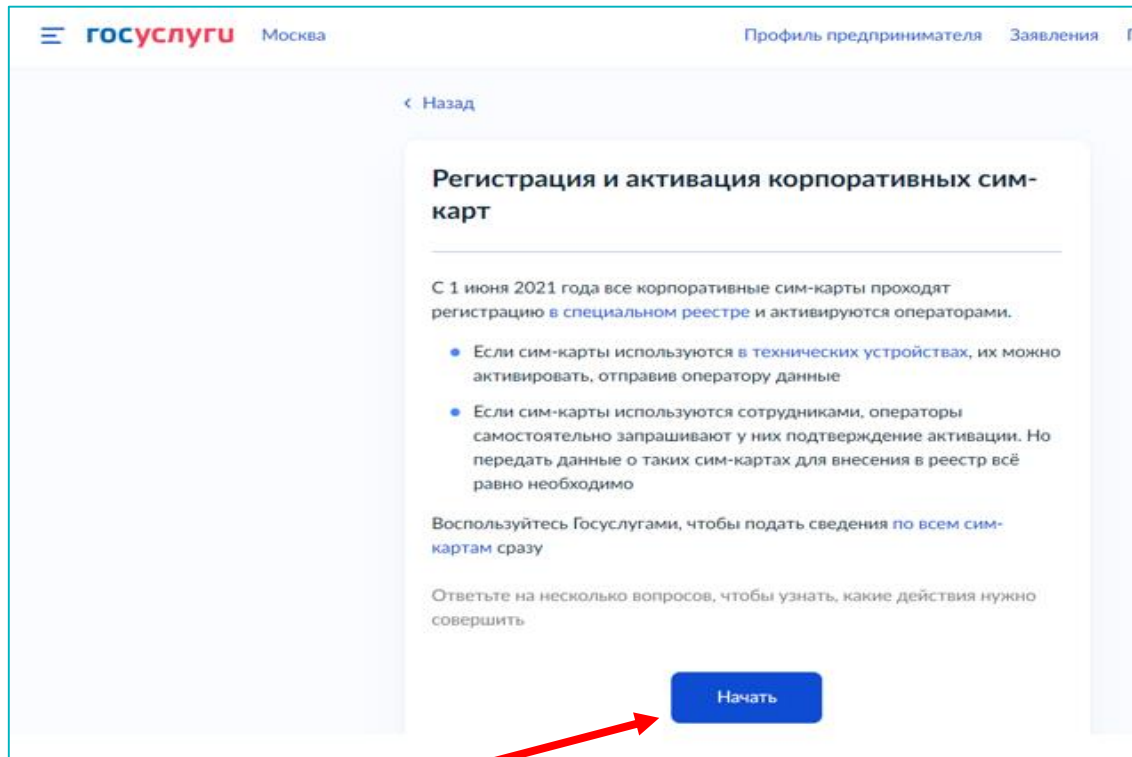 госуслуги Москва Профиль предпринимателя Заявления
Назад
Регистрация и активация корпоративных сим-
карт
С 1 июня 2021 года все корпоративные сим-карты проходят
регистрацию в специальном реестре и активируются операторами.
Если сим-карты используются в технических устройствах, их можно
активировать, отправив оператору данные
Если сим-карты используются сотрудниками, операторы
самостоятельно запрашивают у них подтверждение активации. Но
передать данные о таких сим-картах для внесения в реестр всё
равно необходимо
Воспользуйтесь Госуслугами, чтобы подать сведения по всем сим-
картам сразу
Ответьте на несколько вопросов, чтобы узнать, какие действия нужно
совершить
Начать